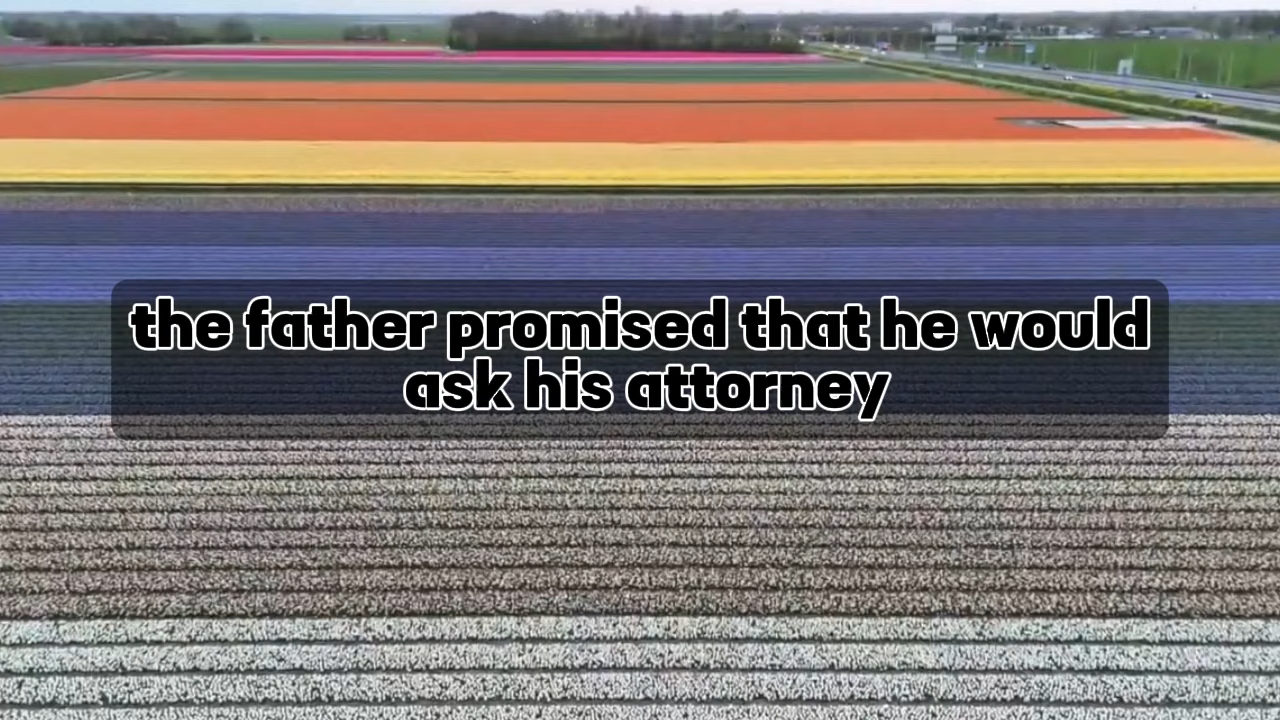 the father promised that he would
ask his attorney